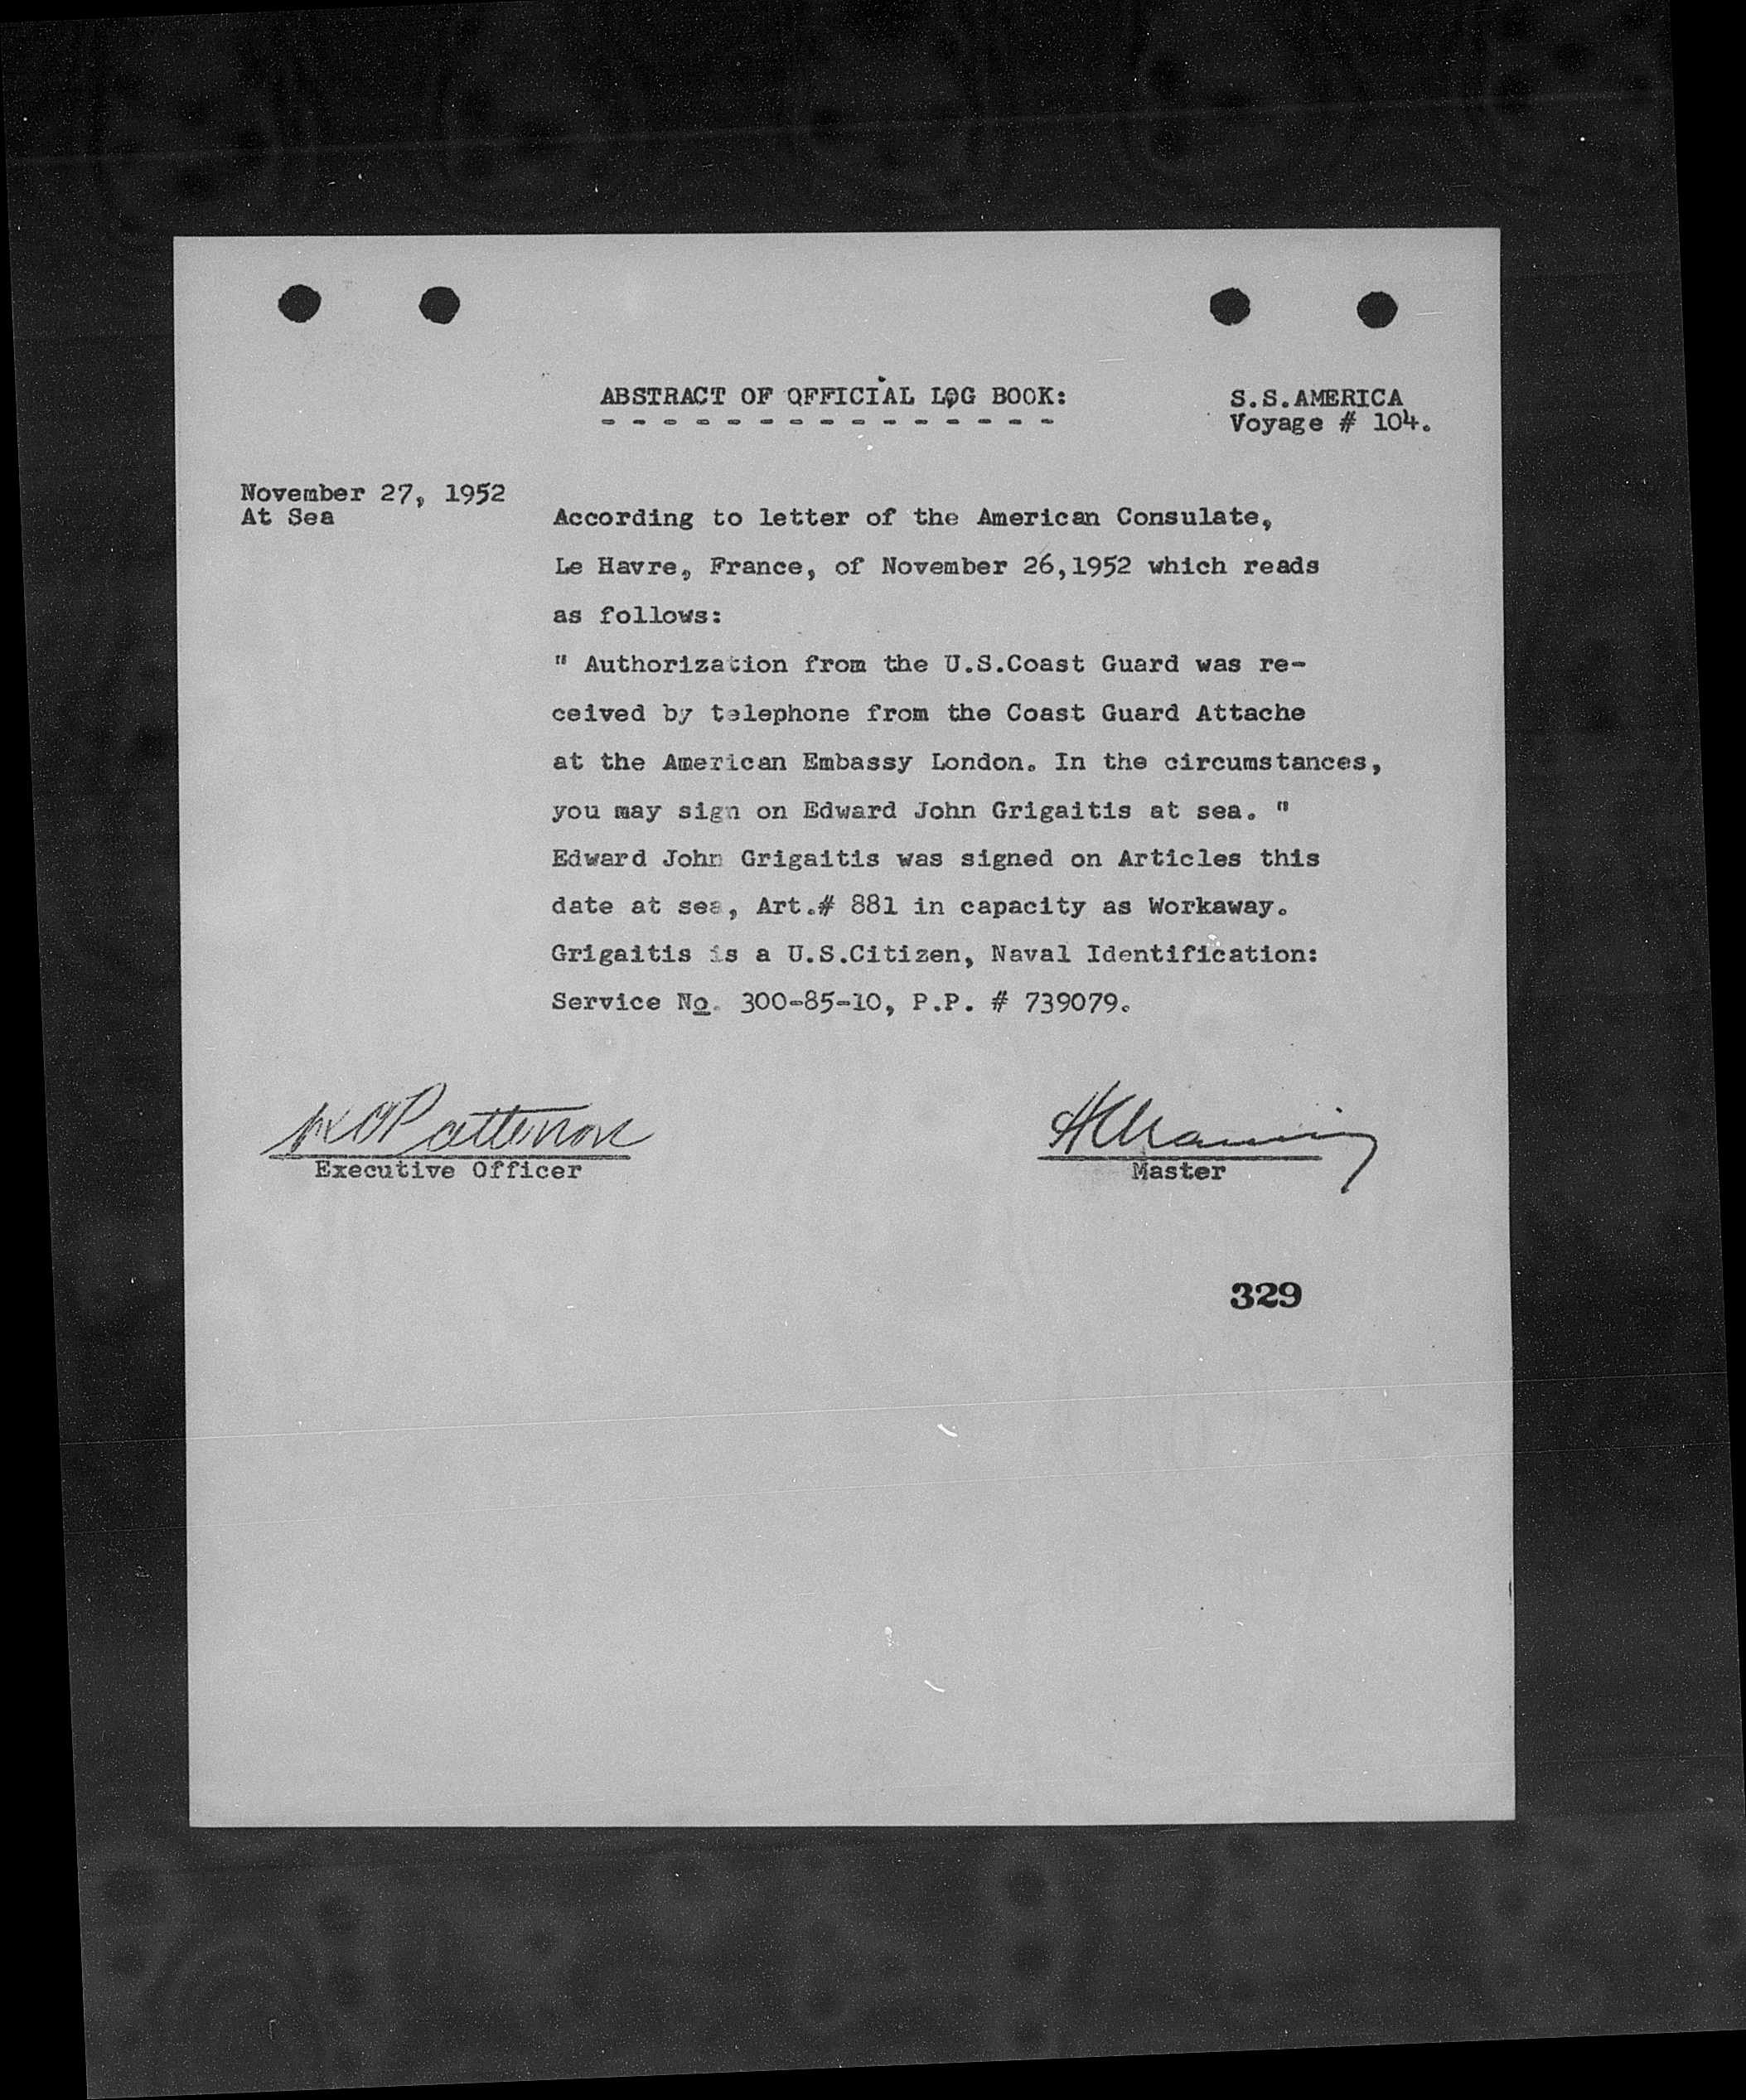 ABSTRACT OF OFFICIAL LOG BOOK:
- - - - - - - - - - - - - - -
S.S.AMERICA
Voyage # 104.
November 27, 1952
At Sea
According to letter of the American Consulate,
Le Havre, France, of November 26,1952 which reads
as follows:
" Authorization from the U.S.Coast Guard was re-
ceived by telephone from the Coast Guard Attache
at the American Embassy London. In the circumstances,
you may sign on Edward John Grigaitis at sea. "
Edward John Grigaitis was signed on Articles this
date at sea, Art.# 881 in capacity as Workaway.
Grigaitis is a U.S.Citizen, Naval Identification:
Service No. 300-85-10, P.P. # 739079.
Patterson
Executive Officer
Manning
Master
329